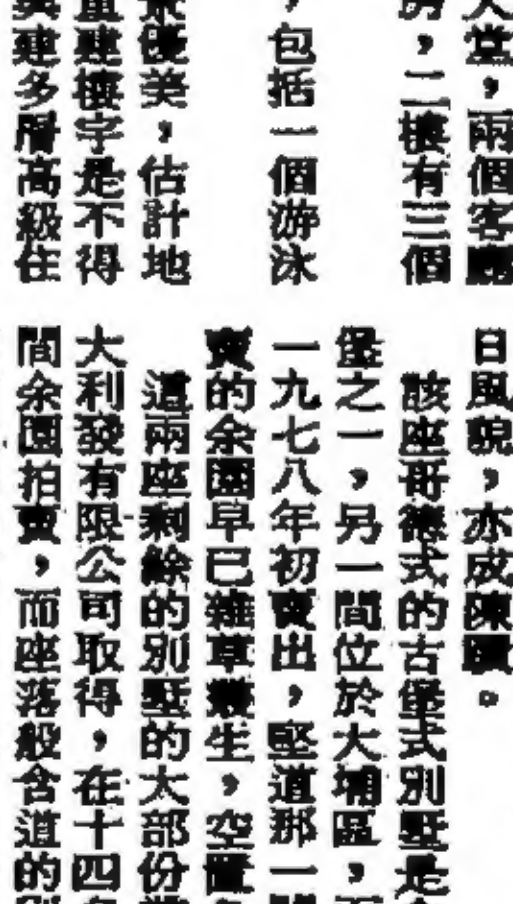 大堂，兩個客廳
房，二樓有三個
，包括一個游泳
景優美，估計地
重建樓宇是不得
興建多層高級住
日風貌，亦成陳蹟。
該座哥德式的古堡式別墅是
堡之一，另一間位於大埔區，
一九七八年初賣出，堅道那一
賣的余園早已雜草叢生，空置
這兩座剩餘的別墅的大部份
大利發有限公司取得，在十四
間余園拍賣，而座落般含道的別